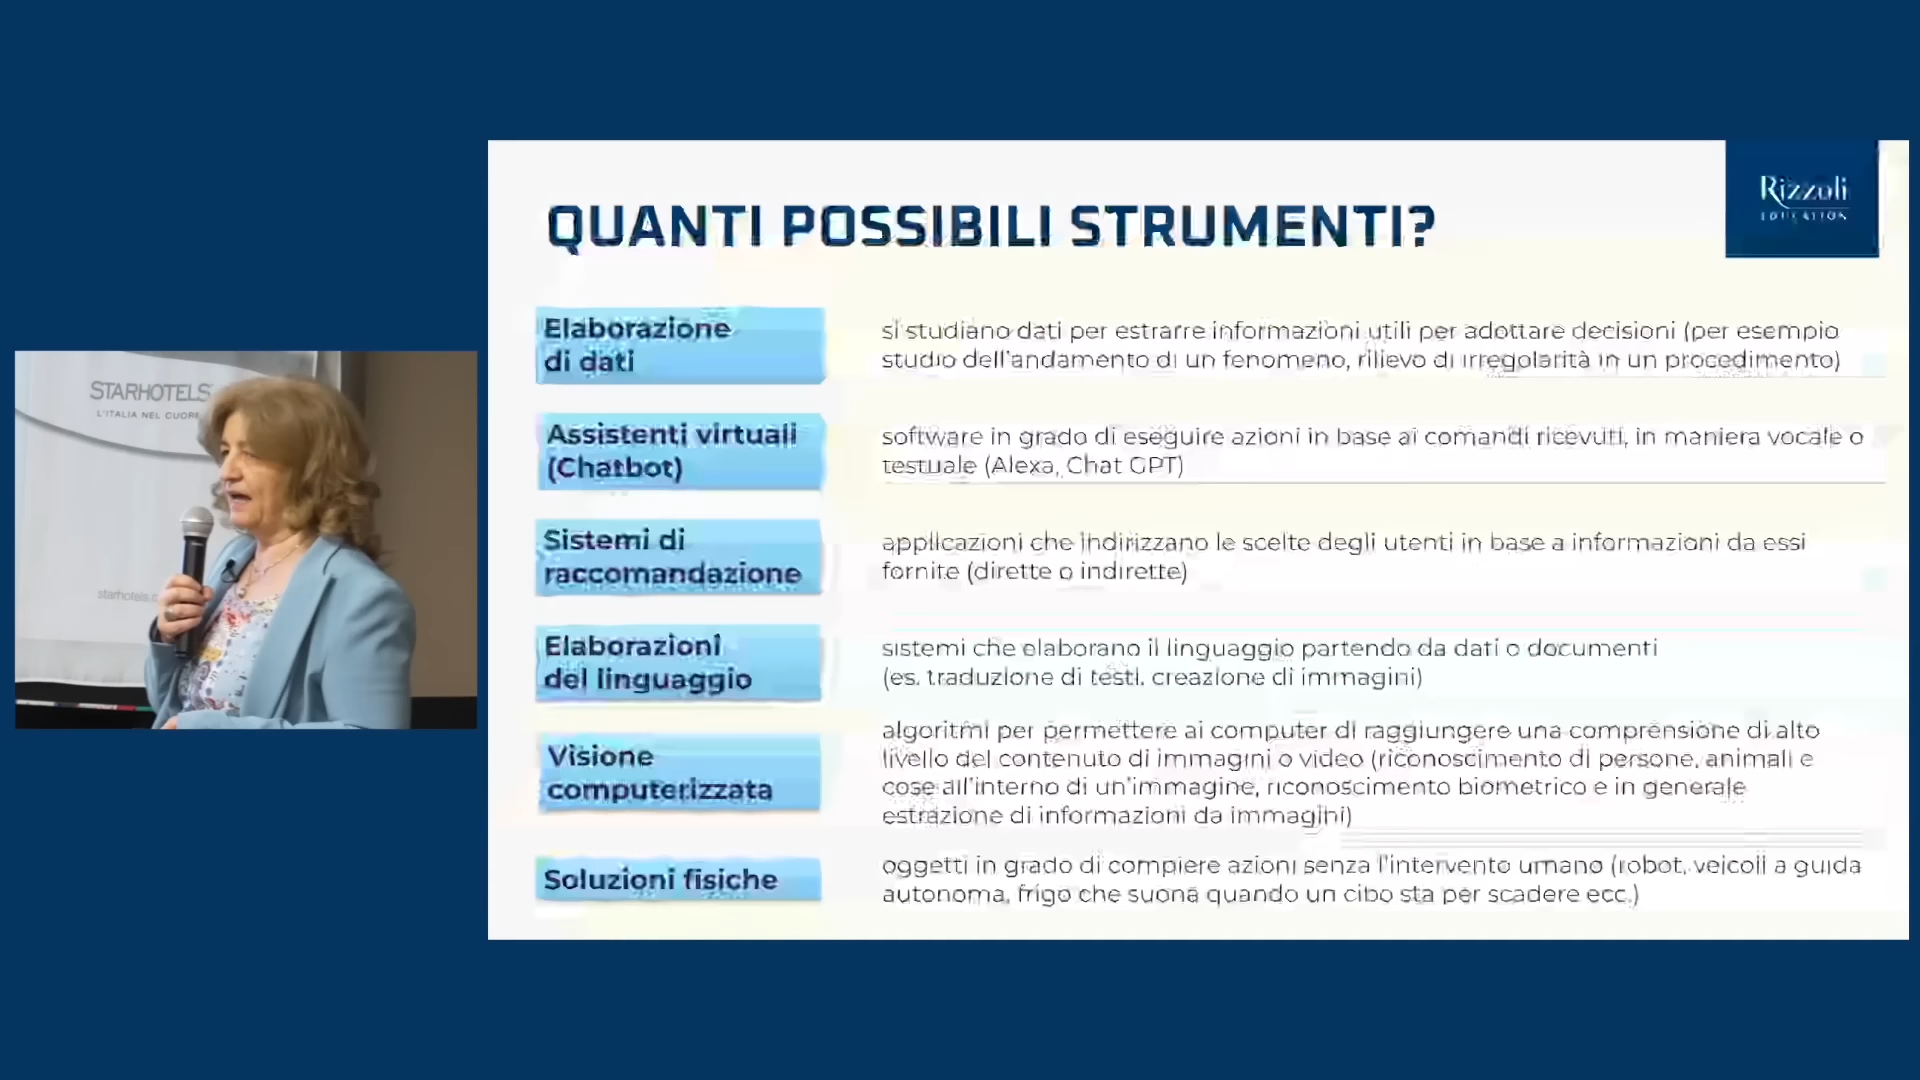 Rizzoli
EDUCATION
QUANTI POSSIBILI STRUMENTI?
Elaborazione
di dati
si studiano dati per estrarre informazioni utili per adottare decisioni (per esempio
studio dell'andamento di un fenomeno, rilievo di irregolarità in un procedimento)
Assistenti virtuali
(Chatbot)
software in grado di eseguire azioni in base ai comandi ricevuti, in maniera vocale o
testuale (Alexa, Chat GPT)
Sistemi di
raccomandazione
applicazioni che indirizzano le scelte degli utenti in base a informazioni da essi
fornite (dirette o indirette)
Elaborazioni
del linguaggio
sistemi che elaborano il linguaggio partendo da dati o documenti
(es. traduzione di testi, creazione di immagini)
Visione
computerizzata
algoritmi per permettere ai computer di raggiungere una comprensione di alto
livello del contenuto di immagini o video (riconoscimento di persone, animali e
cose all'interno di un'immagine, riconoscimento biometrico e in generale
estrazione di informazioni da immagini)
Soluzioni fisiche
oggetti in grado di compiere azioni senza l'intervento umano (robot, veicoli a guida
autonoma, frigo che suona quando un cibo sta per scadere ecc.)
STARHOTELS
L'ITALIA NEL CUORE